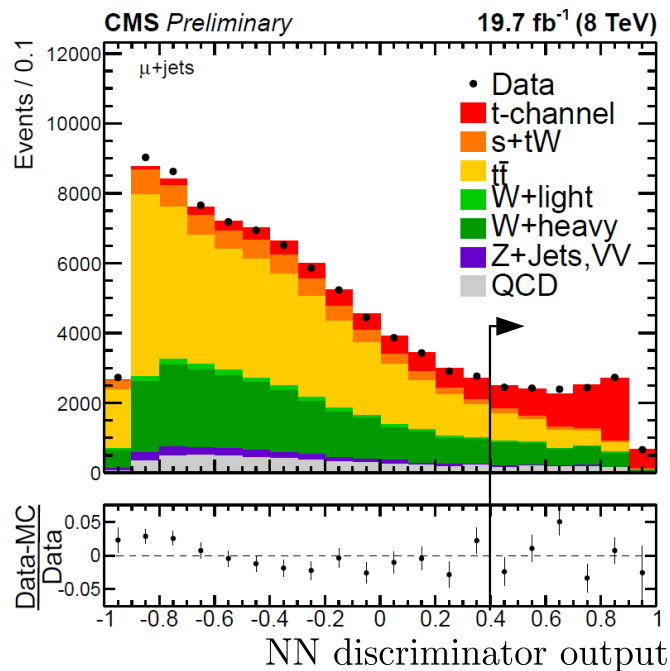 CMS Preliminary 19.7 fb⁻¹ (8 TeV)
Events / 0.1
12000
10000
8000
6000
4000
2000
0
μ+jets
Data
t-channel
s+tW
tt̄
W+light
W+heavy
Z+Jets,VV
QCD
Data-MC
Data
0.05
0
-0.05
-1 -0.8 -0.6 -0.4 -0.2 0 0.2 0.4 0.6 0.8 1
NN discriminator output